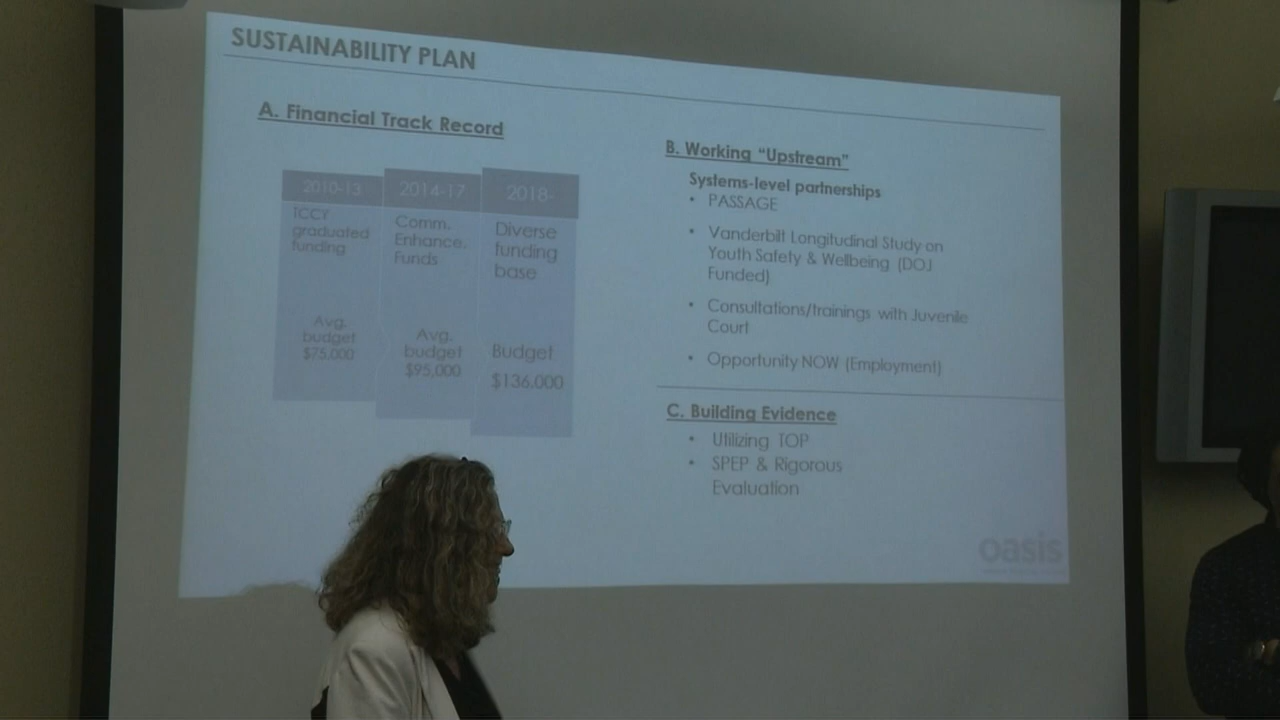 SUSTAINABILITY PLAN
A. Financial Track Record
2010-13
TCCY
graduated
funding
Avg.
budget
$75,000
2014-17
Comm.
Enhance.
Funds
Avg.
budget
$95,000
2018-
Diverse
funding
base
Budget
$136,000
B. Working “Upstream”
Systems-level partnerships
• PASSAGE
• Vanderbilt Longitudinal Study on
Youth Safety & Wellbeing (DOJ
Funded)
• Consultations/trainings with Juvenile
Court
• Opportunity NOW (Employment)
C. Building Evidence
• Utilizing TOP
• SPEP & Rigorous
Evaluation
oasis